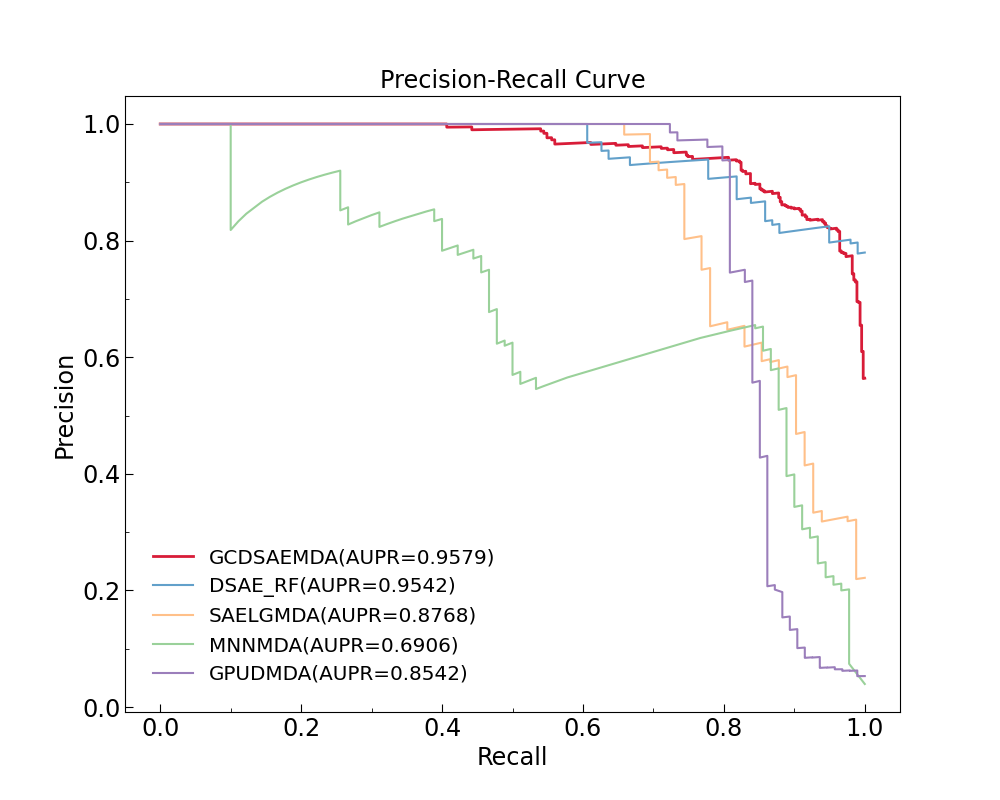 Precision-Recall Curve
1.0
0.8
0.6
0.4
0.2
0.0
Precision
GCDSAEMDA(AUPR=0.9579)
DSAE_RF(AUPR=0.9542)
SAELGMDA(AUPR=0.8768)
MNNMDA(AUPR=0.6906)
GPUDMDA(AUPR=0.8542)
0.0 0.2 0.4 0.6 0.8 1.0
Recall